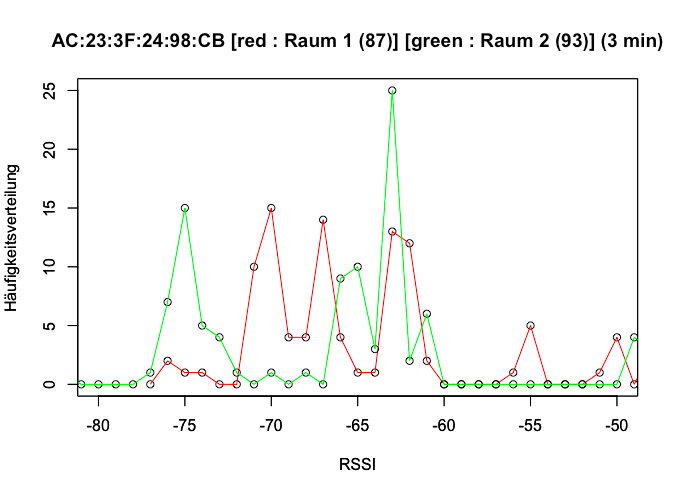 AC:23:3F:24:98:CB [red : Raum 1 (87)] [green : Raum 2 (93)] (3 min)
Häufigkeitsverteilung
25
20
15
10
5
0
-80 -75 -70 -65 -60 -55 -50
RSSI